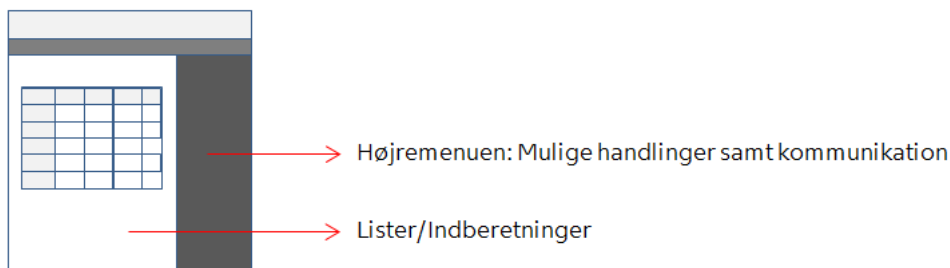 Højremenuen: Mulige handlinger samt kommunikation
Lister/Indberetninger